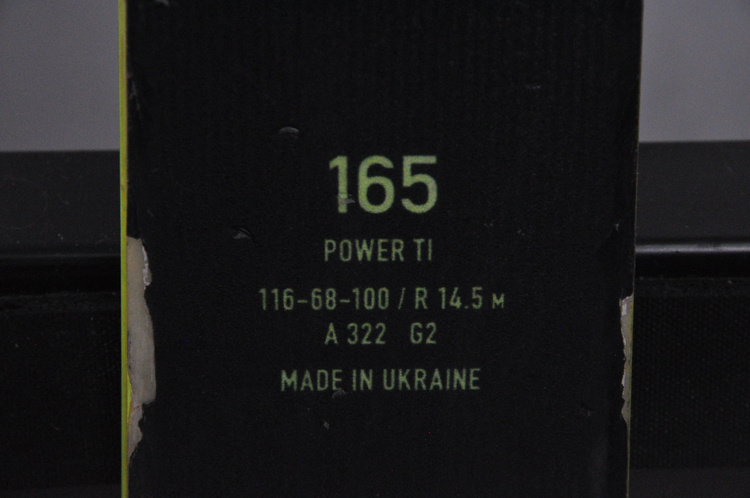 165
POWER TI
116-68-100 / R 14.5 M
A 322 G2
MADE IN UKRAINE